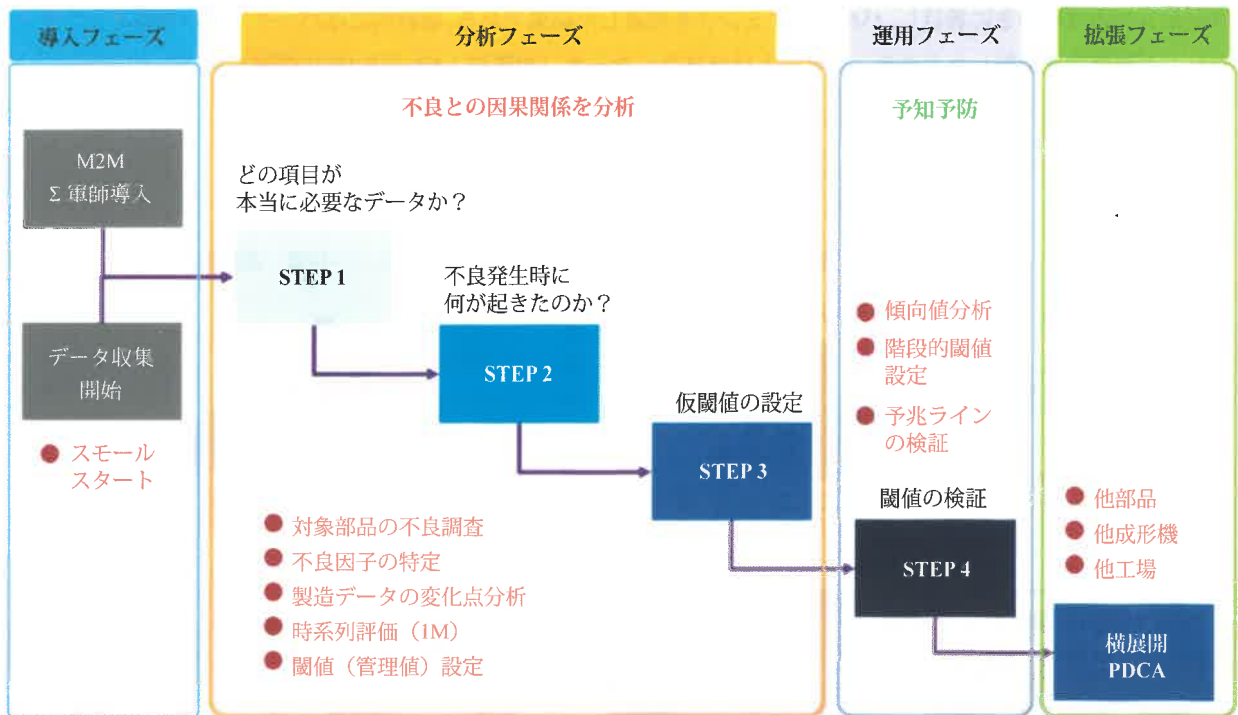 導入フェーズ
M2M
Σ軍師導入
データ収集
開始
スモール
スタート
分析フェーズ
不良との因果関係を分析
どの項目が
本当に必要なデータか？
STEP 1
不良発生時に
何が起きたのか？
STEP 2
仮閾値の設定
STEP 3
対象部品の不良調査
不良因子の特定
製造データの変化点分析
時系列評価（1M）
閾値（管理値）設定
運用フェーズ
予知予防
傾向値分析
階段的閾値
設定
予兆ライン
の検証
閾値の検証
STEP 4
拡張フェーズ
他部品
他成形機
他工場
横展開
PDCA